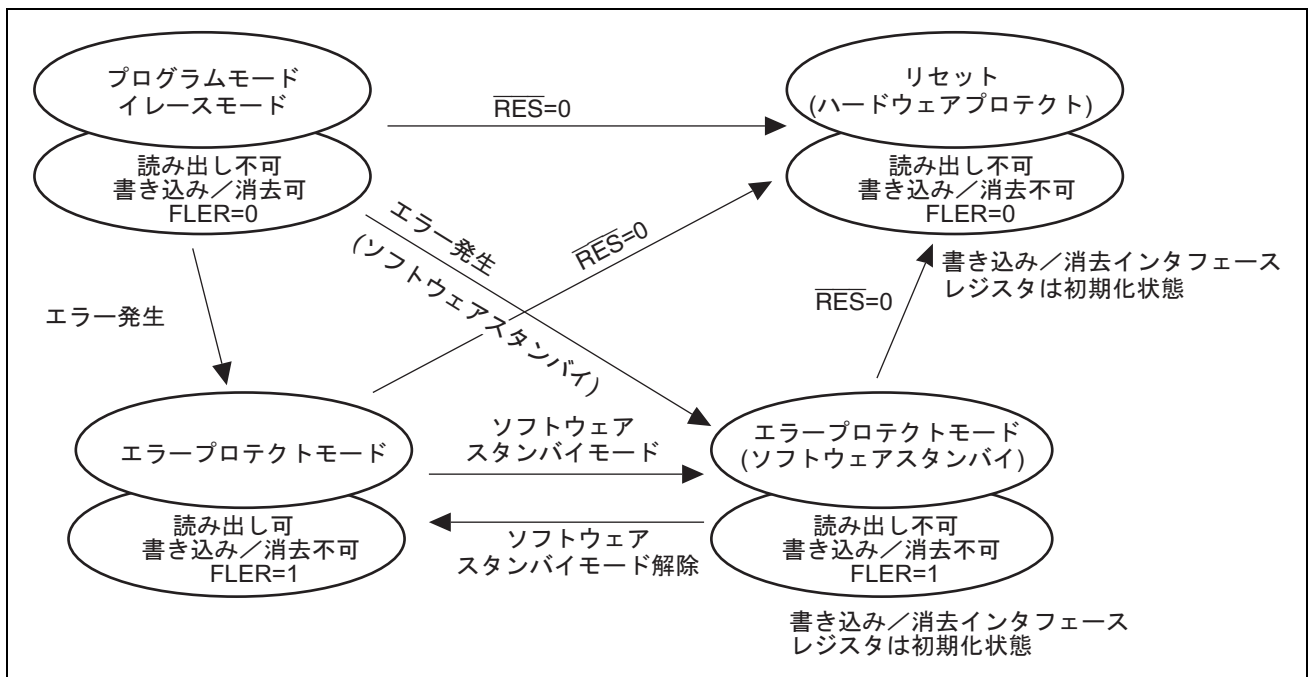 プログラムモード
イレースモード
読み出し不可
書き込み／消去可
FLER=0
R̅E̅S̅=0
リセット
(ハードウェアプロテクト)
読み出し不可
書き込み／消去不可
FLER=0
書き込み／消去インタフェース
レジスタは初期化状態
エラー発生
(ソフトウェアスタンバイ)
R̅E̅S̅=0
R̅E̅S̅=0
エラー発生
エラープロテクトモード
読み出し可
書き込み／消去不可
FLER=1
ソフトウェア
スタンバイモード
ソフトウェア
スタンバイモード解除
エラープロテクトモード
(ソフトウェアスタンバイ)
読み出し不可
書き込み／消去不可
FLER=1
書き込み／消去インタフェース
レジスタは初期化状態